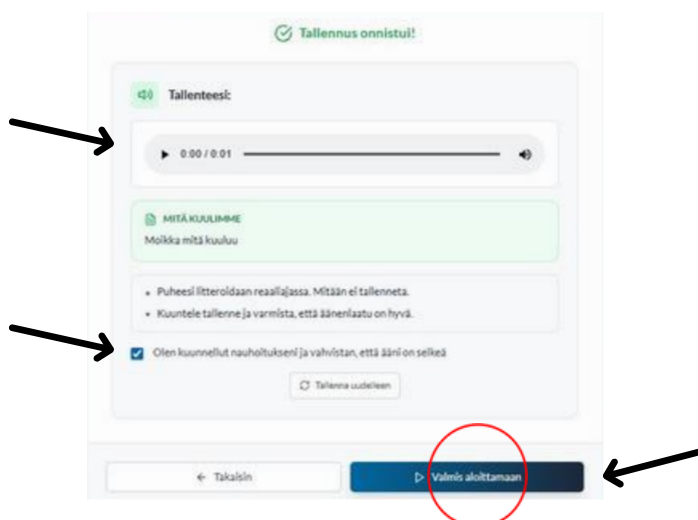 Tallennus onnistui!
Tallenteesi:
0:00 / 0:01
MITÄ KUULIMME
Moikka mitä kuuluu
• Puheesi litteroidaan reaaliajassa. Mitään ei tallenneta.
• Kuuntele tallenne ja varmista, että äänenlaatu on hyvä.
Olen kuunnellut nauhoitukseni ja vahvistan, että ääni on selkeä
Tallenna uudelleen
← Takaisin
Valmis aloittamaan